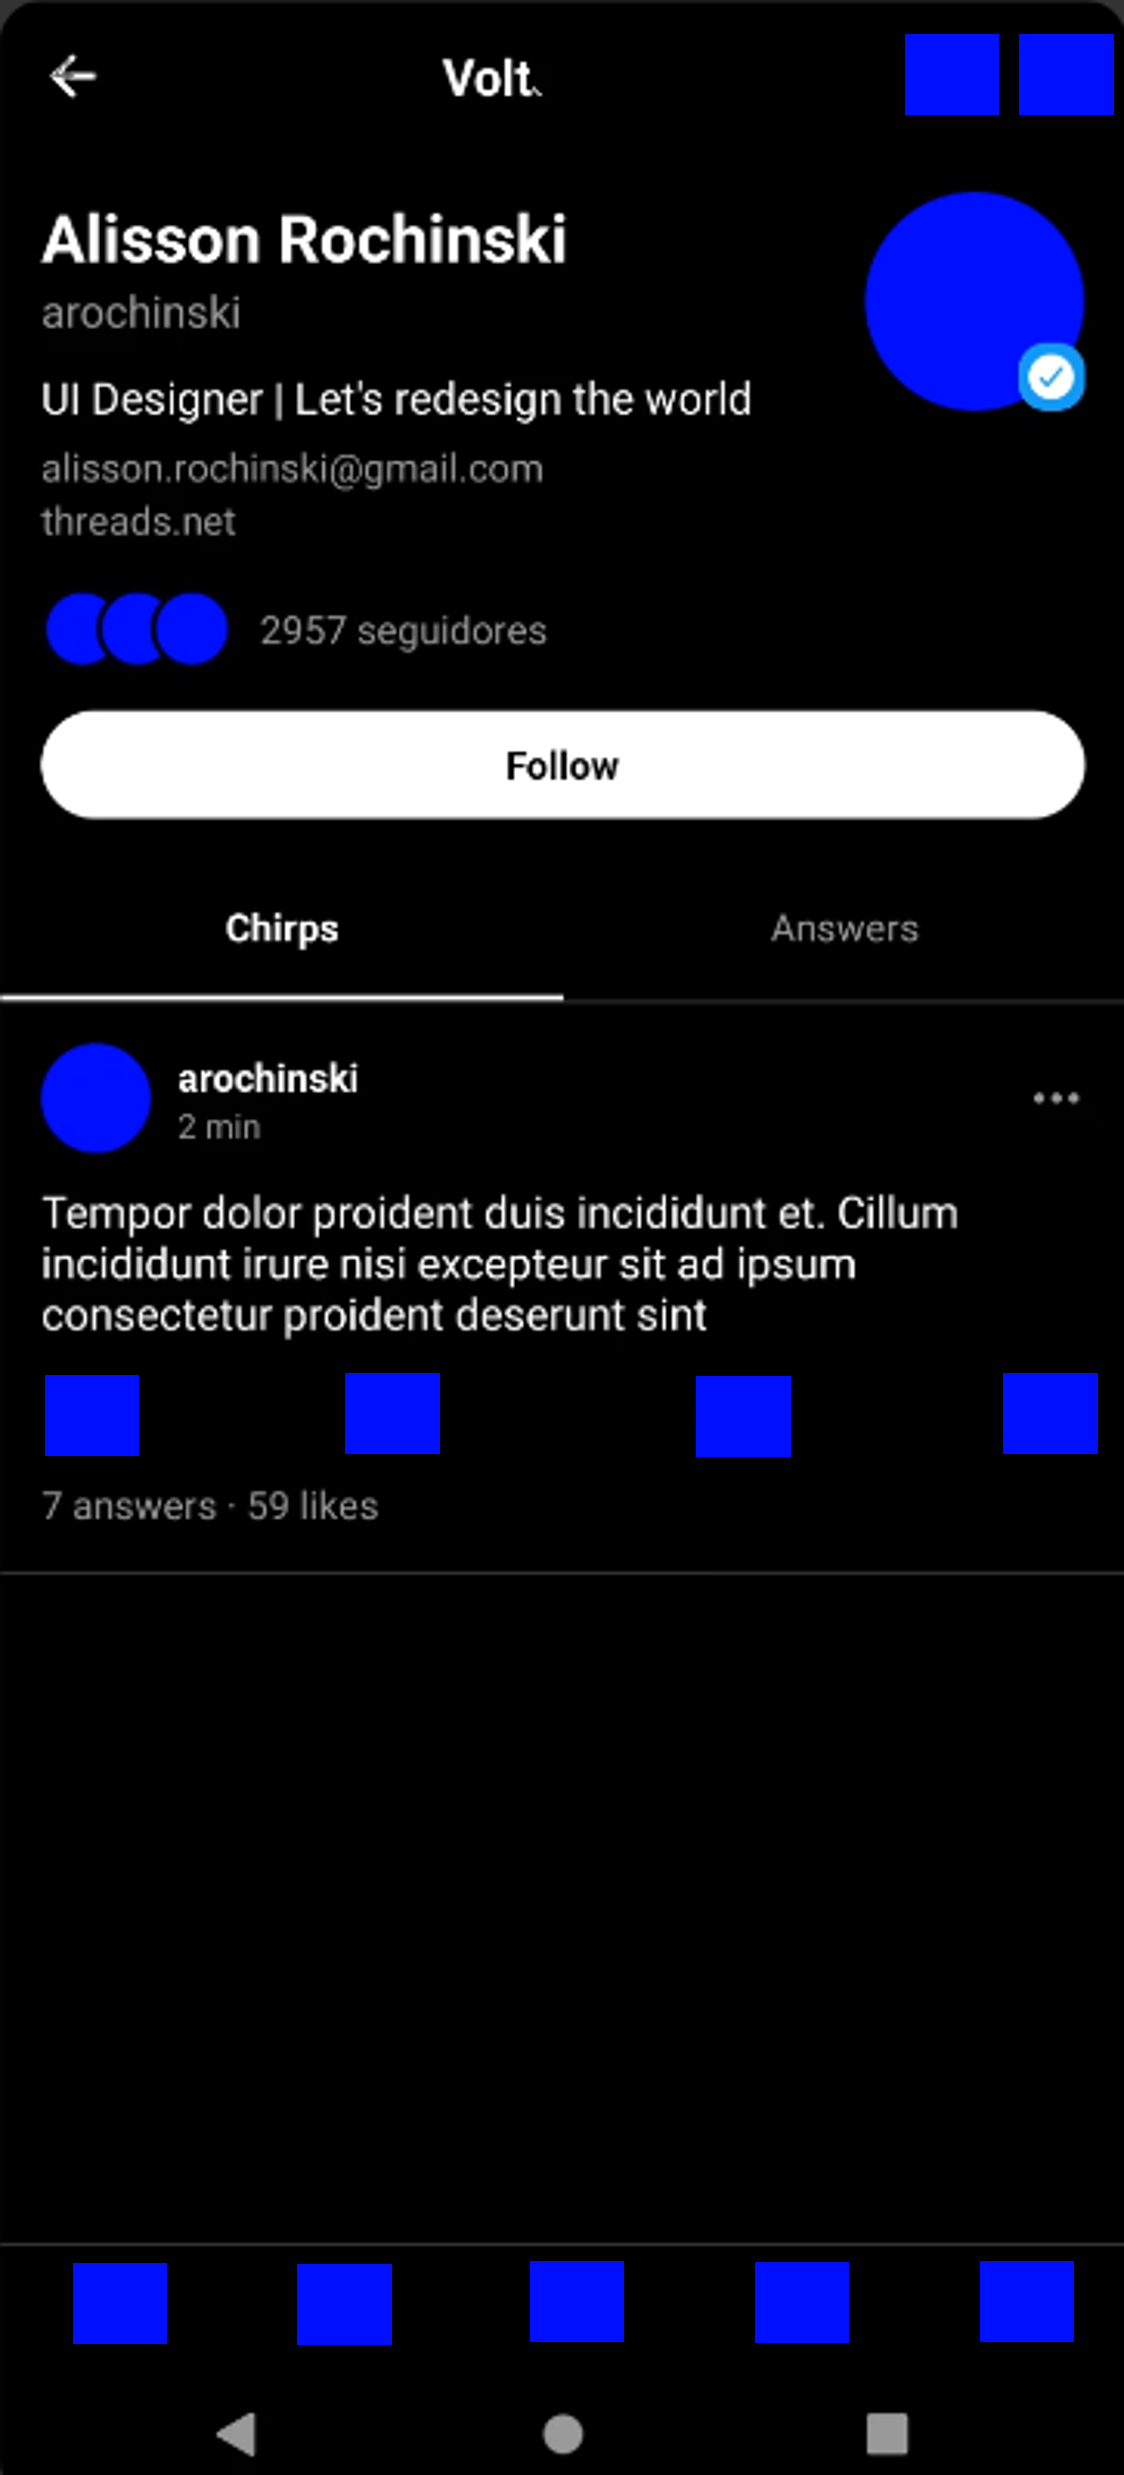 Volt
Alisson Rochinski
arochinski
UI Designer | Let's redesign the world
alisson.rochinski@gmail.com
threads.net
2957 seguidores
Follow
Chirps
Answers
arochinski
2 min
Tempor dolor proident duis incididunt et. Cillum
incididunt irure nisi excepteur sit ad ipsum
consectetur proident deserunt sint
7 answers · 59 likes